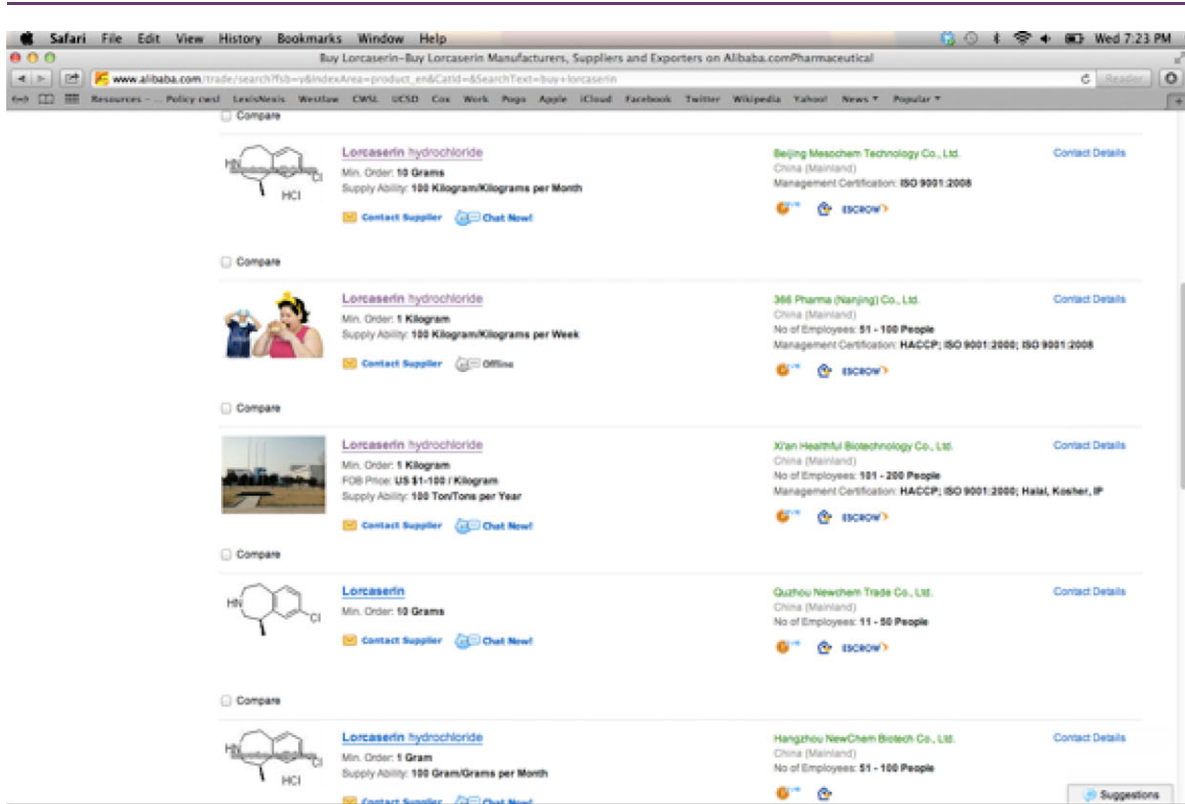 Safari File Edit View History Bookmarks Window Help Wed 7:23 PM
Buy Lorcaserin-Buy Lorcaserin Manufacturers, Suppliers and Exporters on Alibaba.comPharmaceutical
www.alibaba.com/trade/search?fsb=y&IndexArea=product_en&CatId=&SearchText=buy+lorcaserin Reader
Resources - ... Policy cwsl LexisNexis Westlaw CWSL UCSD Cox Work Pogo Apple iCloud Facebook Twitter Wikipedia Yahoo! News Popular
Compare
Lorcaserin hydrochloride Beijing Mesochem Technology Co., Ltd. Contact Details
Min. Order: 10 Grams China (Mainland)
Supply Ability: 100 Kilogram/Kilograms per Month Management Certification: ISO 9001:2008
HN Cl HCl
Contact Supplier Chat Now! ESCROW
Compare
Lorcaserin hydrochloride 366 Pharma (Nanjing) Co., Ltd. Contact Details
Min. Order: 1 Kilogram China (Mainland)
Supply Ability: 100 Kilogram/Kilograms per Week No of Employees: 51 - 100 People
Management Certification: HACCP; ISO 9001:2000; ISO 9001:2008
Contact Supplier Offline ESCROW
Compare
Lorcaserin hydrochloride Xi'an Healthful Biotechnology Co., Ltd. Contact Details
Min. Order: 1 Kilogram China (Mainland)
FOB Price: US $1-100 / Kilogram No of Employees: 101 - 200 People
Supply Ability: 100 Ton/Tons per Year Management Certification: HACCP; ISO 9001:2000; Halal, Kosher, IP
Contact Supplier Chat Now! ESCROW
Compare
Lorcaserin Quzhou Newchem Trade Co., Ltd. Contact Details
Min. Order: 10 Grams China (Mainland)
No of Employees: 11 - 50 People
HN Cl
Contact Supplier Chat Now! ESCROW
Compare
Lorcaserin hydrochloride Hangzhou NewChem Biotech Co., Ltd. Contact Details
Min. Order: 1 Gram China (Mainland)
Supply Ability: 100 Gram/Grams per Month No of Employees: 51 - 100 People
HN Cl HCl
Contact Supplier Chat Now! Suggestions